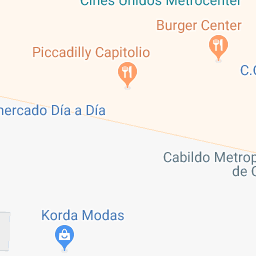 Cines Unidos Metrocenter
Burger Center
Piccadilly Capitolio
C.C
mercado Día a Día
Cabildo Metrop
de C
Korda Modas